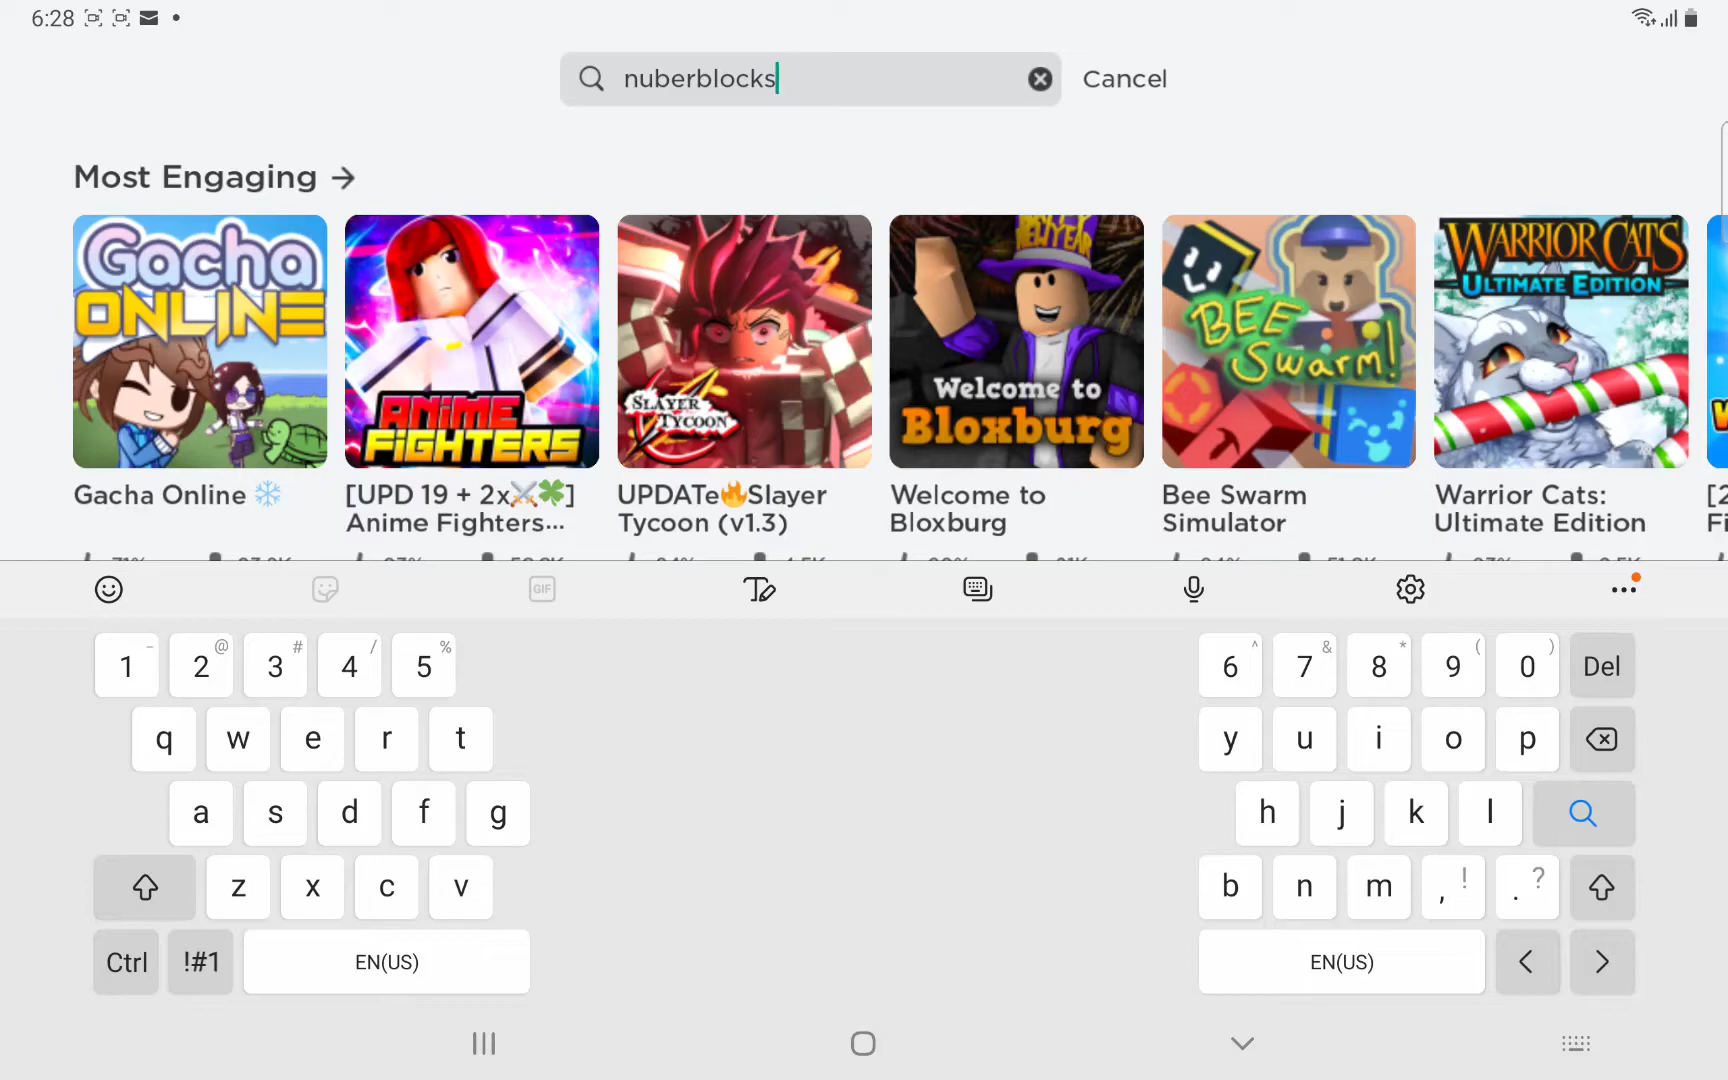 6:28
nuberblocks
Cancel
Most Engaging →
Gacha
ONLINE
ANIME
FiGHTERS
SLAYER
TYCOON
NEWYEAR
Welcome to
Bloxburg
BEE
Swarm!
WARRIOR CATS
ULTIMATE EDITION
Gacha Online ❄️
[UPD 19 + 2x⚔️🍀]
Anime Fighters...
UPDATe🔥Slayer
Tycoon (v1.3)
Welcome to
Bloxburg
Bee Swarm
Simulator
Warrior Cats:
Ultimate Edition
GIF
1 - 2 @ 3 # 4 / 5 % 6 ^ 7 & 8 * 9 ( 0 ) Del
q w e r t y u i o p
a s d f g h j k l
z x c v b n m , ! . ?
Ctrl !#1 EN(US) EN(US) < >